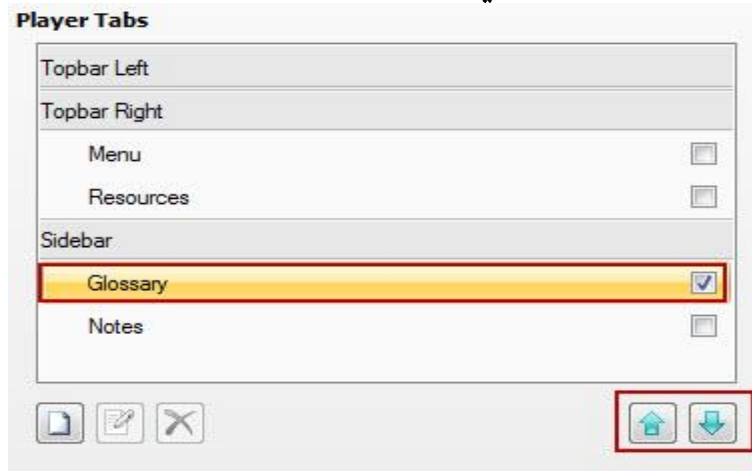 Player Tabs
Topbar Left
Topbar Right
Menu
Resources
Sidebar
Glossary
Notes